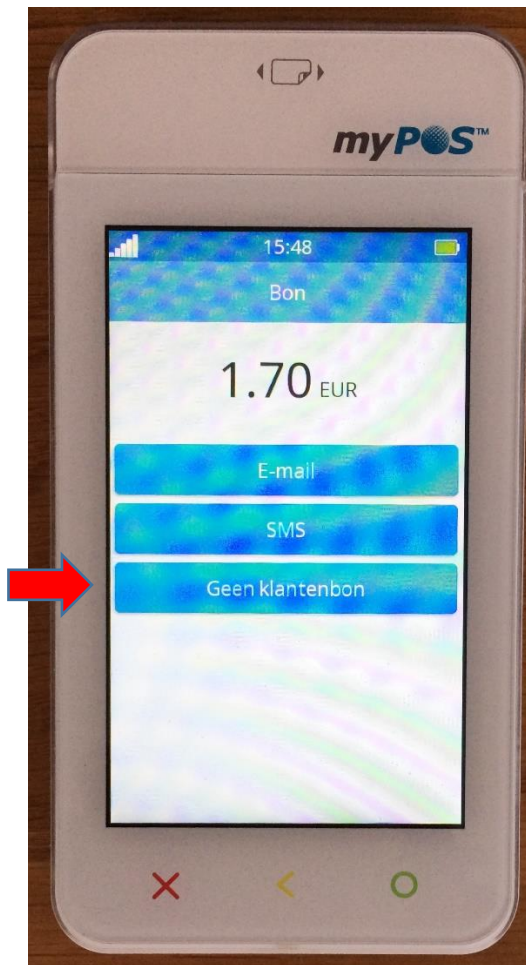 myPOS™
15:48
Bon
1.70 EUR
E-mail
SMS
Geen klantenbon